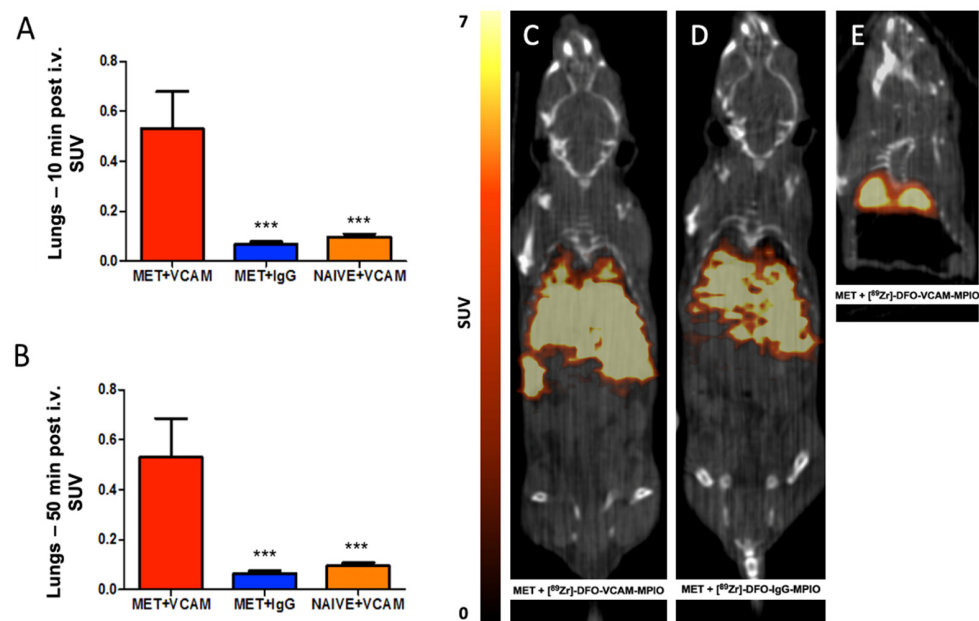 A
Lungs – 10 min post i.v.
SUV
0.8
0.6
0.4
0.2
0.0
***
***
MET+VCAM MET+IgG NAIVE+VCAM
B
Lungs – 50 min post i.v.
SUV
0.8
0.6
0.4
0.2
0.0
***
***
MET+VCAM MET+IgG NAIVE+VCAM
7
SUV
0
C
MET + [⁸⁹Zr]-DFO-VCAM-MPIO
D
MET + [⁸⁹Zr]-DFO-IgG-MPIO
E
MET + [⁸⁹Zr]-DFO-VCAM-MPIO